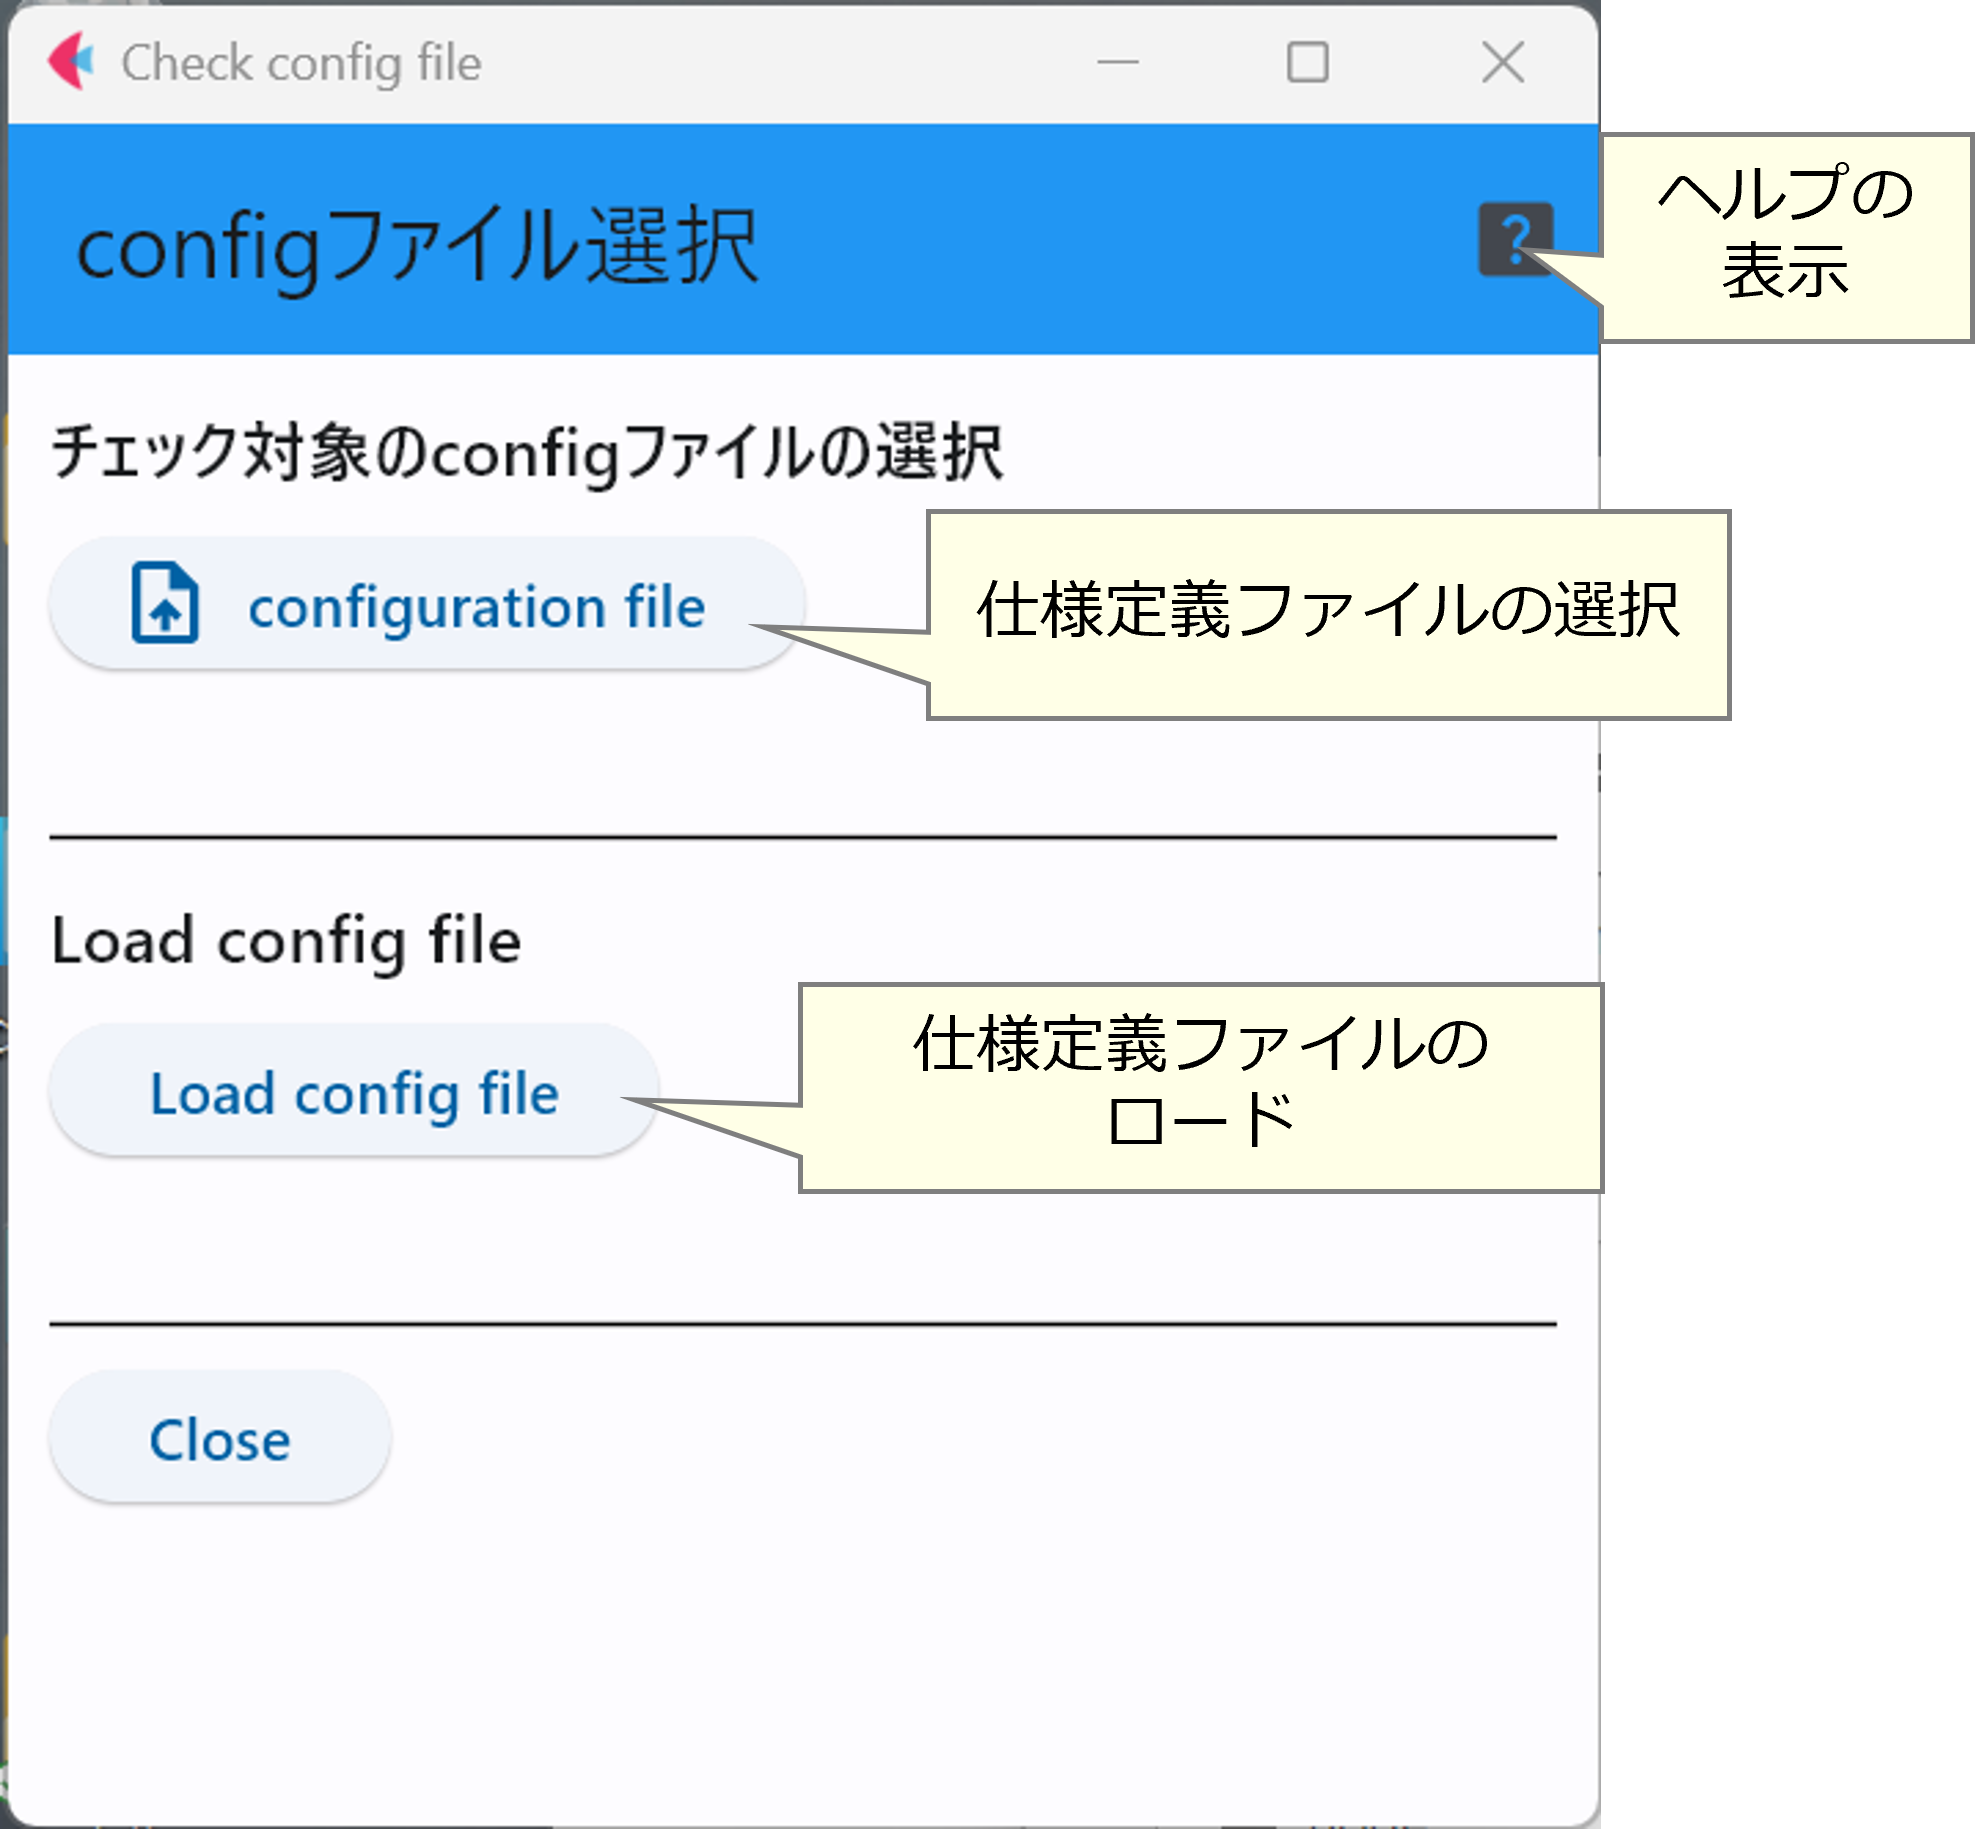 Check config file
configファイル選択
?
ヘルプの
表示
チェック対象のconfigファイルの選択
configuration file
仕様定義ファイルの選択
Load config file
Load config file
仕様定義ファイルの
ロード
Close